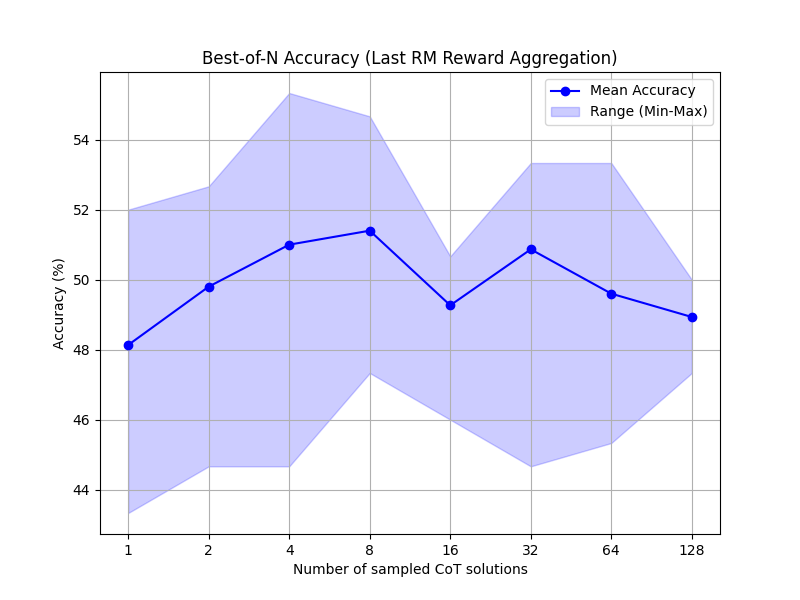 Best-of-N Accuracy (Last RM Reward Aggregation)
Mean Accuracy
Range (Min-Max)
Accuracy (%)
54
52
50
48
46
44
1 2 4 8 16 32 64 128
Number of sampled CoT solutions